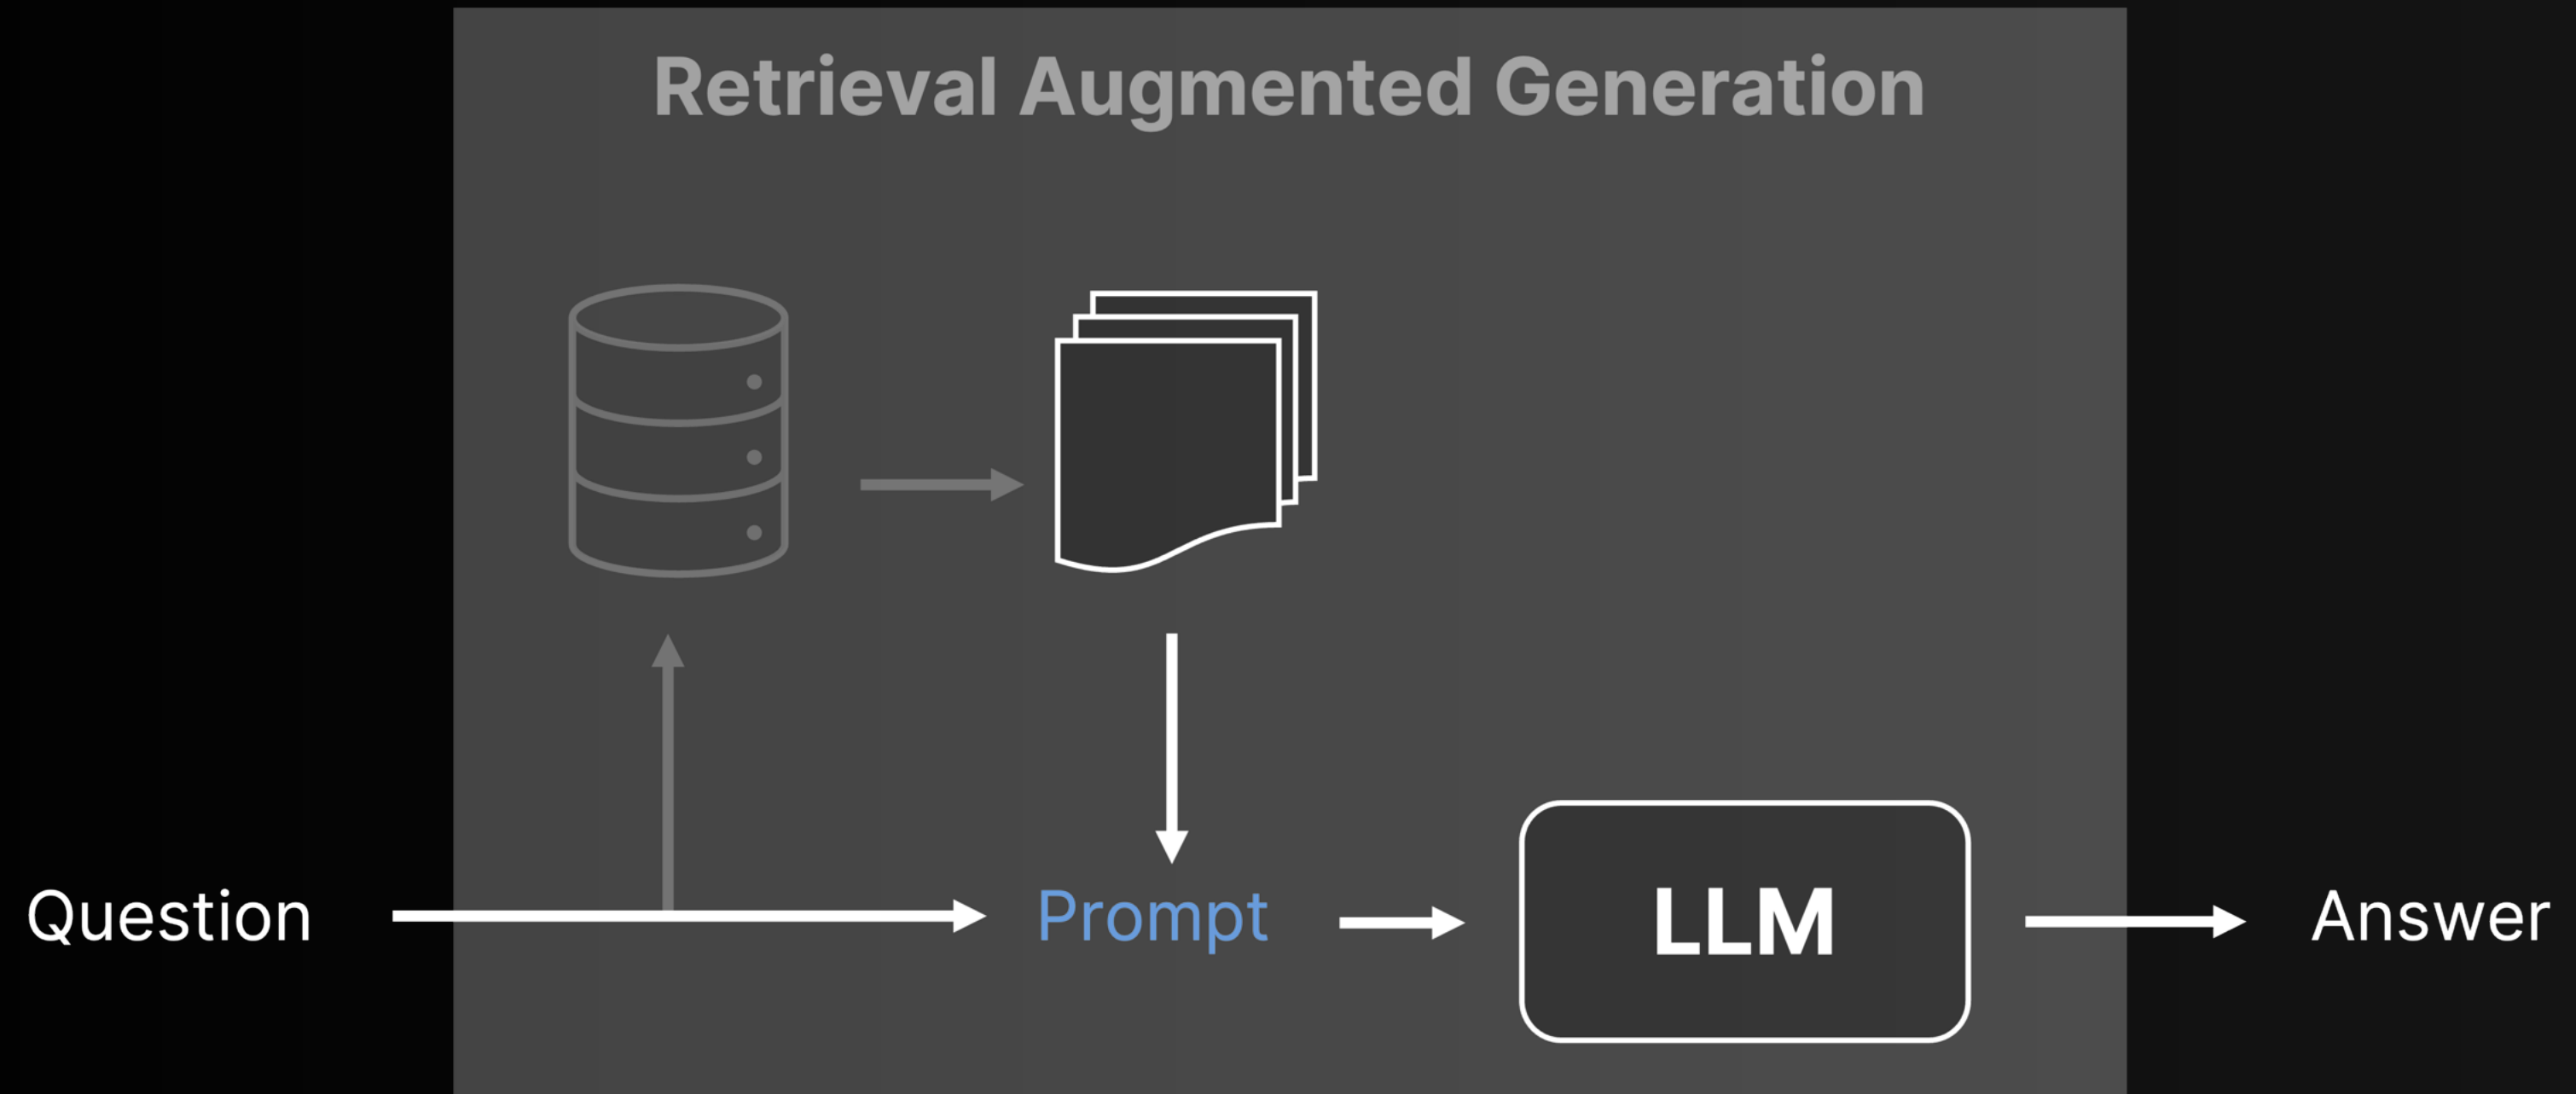 Retrieval Augmented Generation
Question
Prompt
LLM
Answer